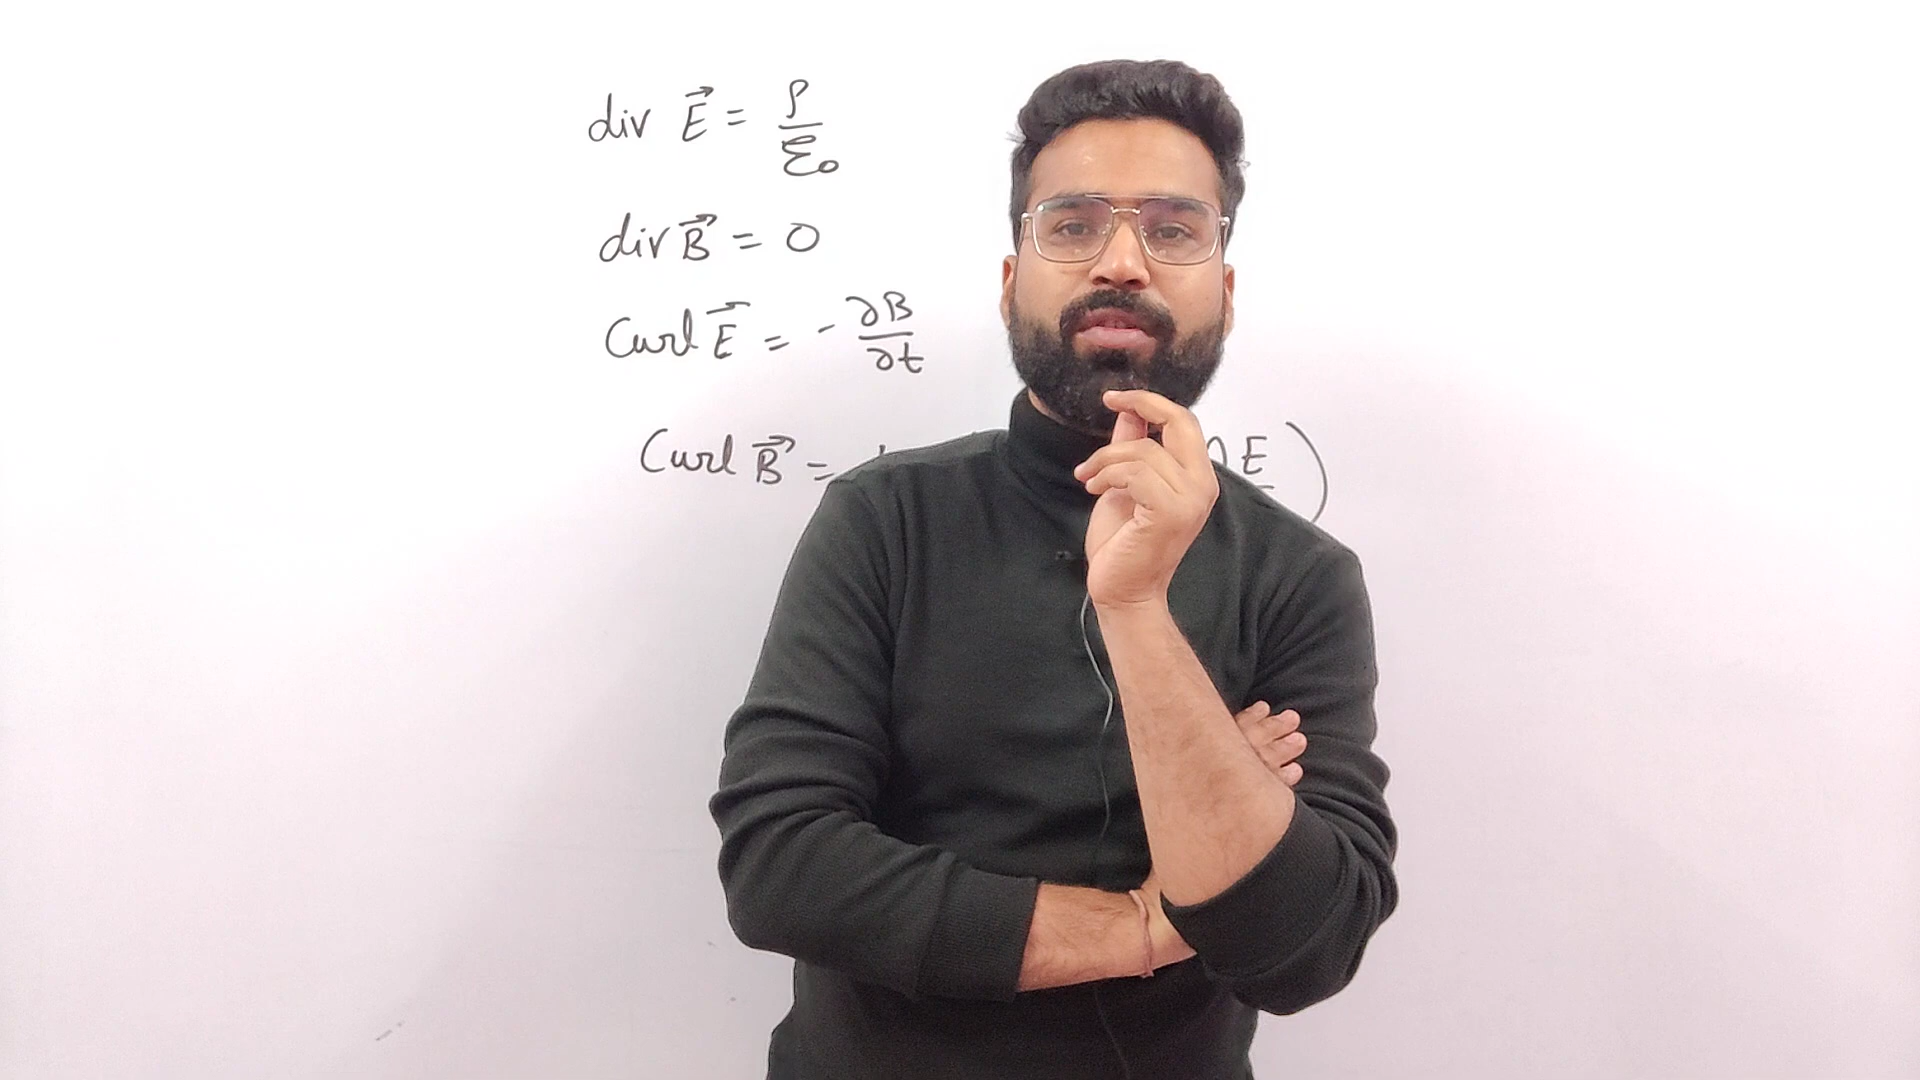 div E⃗ = ρ/ε₀
div B⃗ = 0
Curl E⃗ = - ∂B/∂t
Curl B⃗ = E )